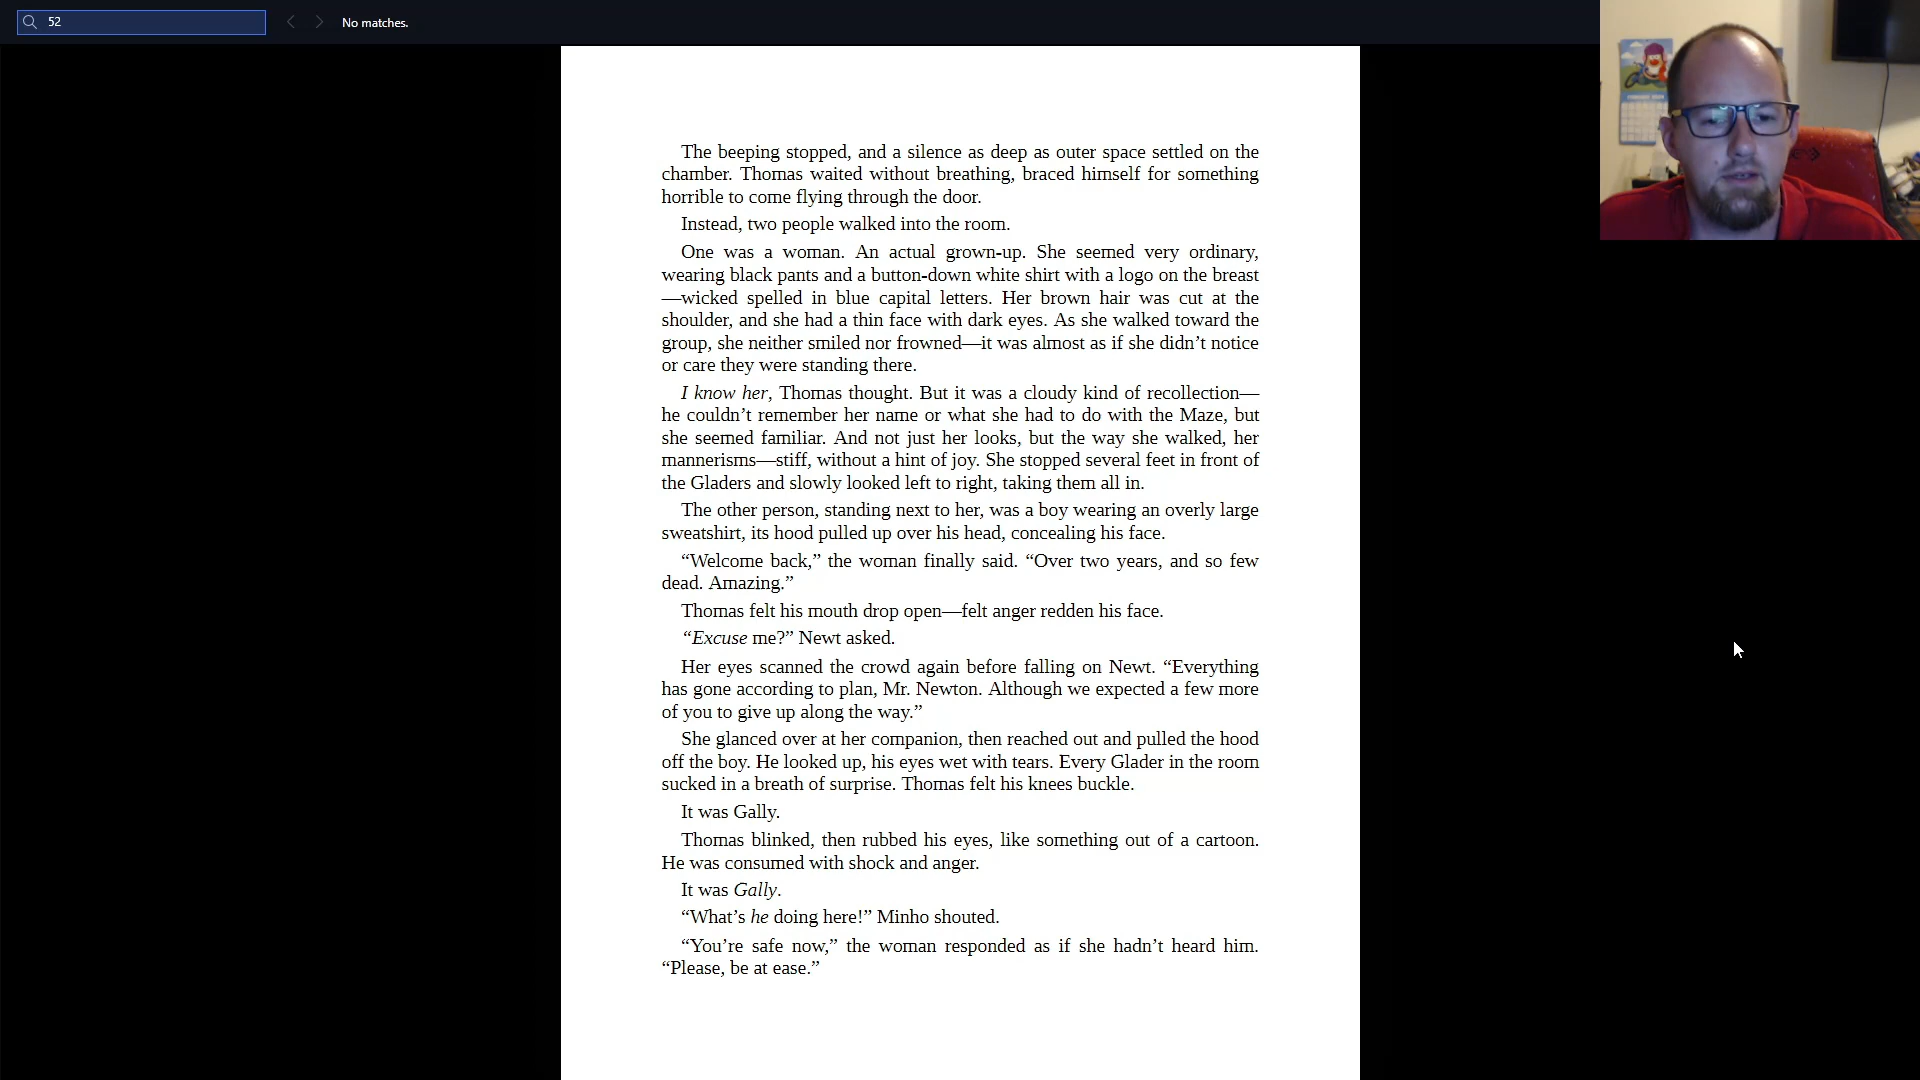 52
No matches.
The beeping stopped, and a silence as deep as outer space settled on the
chamber. Thomas waited without breathing, braced himself for something
horrible to come flying through the door.
Instead, two people walked into the room.
One was a woman. An actual grown-up. She seemed very ordinary,
wearing black pants and a button-down white shirt with a logo on the breast
—wicked spelled in blue capital letters. Her brown hair was cut at the
shoulder, and she had a thin face with dark eyes. As she walked toward the
group, she neither smiled nor frowned—it was almost as if she didn’t notice
or care they were standing there.
I know her, Thomas thought. But it was a cloudy kind of recollection—
he couldn’t remember her name or what she had to do with the Maze, but
she seemed familiar. And not just her looks, but the way she walked, her
mannerisms—stiff, without a hint of joy. She stopped several feet in front of
the Gladers and slowly looked left to right, taking them all in.
The other person, standing next to her, was a boy wearing an overly large
sweatshirt, its hood pulled up over his head, concealing his face.
“Welcome back,” the woman finally said. “Over two years, and so few
dead. Amazing.”
Thomas felt his mouth drop open—felt anger redden his face.
“Excuse me?” Newt asked.
Her eyes scanned the crowd again before falling on Newt. “Everything
has gone according to plan, Mr. Newton. Although we expected a few more
of you to give up along the way.”
She glanced over at her companion, then reached out and pulled the hood
off the boy. He looked up, his eyes wet with tears. Every Glader in the room
sucked in a breath of surprise. Thomas felt his knees buckle.
It was Gally.
Thomas blinked, then rubbed his eyes, like something out of a cartoon.
He was consumed with shock and anger.
It was Gally.
“What’s he doing here!” Minho shouted.
“You’re safe now,” the woman responded as if she hadn’t heard him.
“Please, be at ease.”